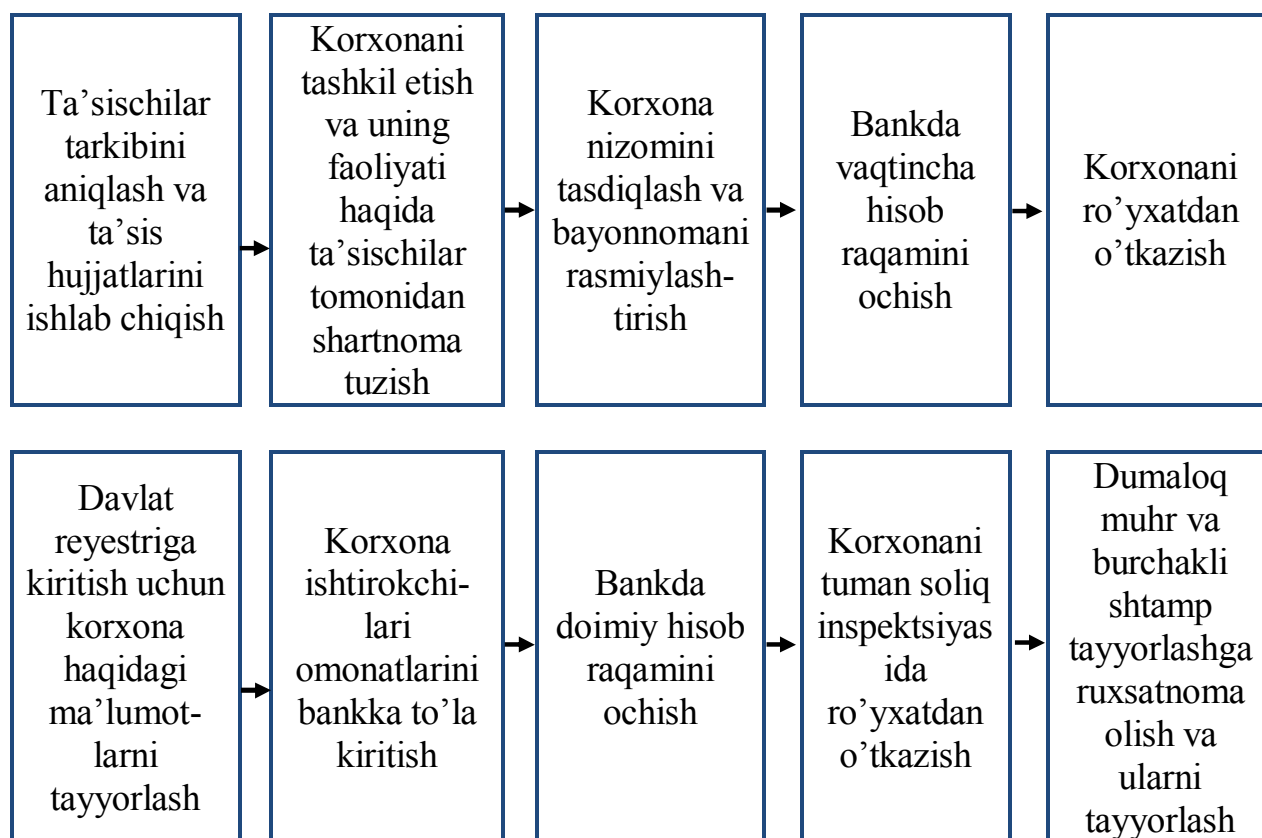 Ta’sischilar
tarkibini
aniqlash va
ta’sis
hujjatlarini
ishlab chiqish
Korxonani
tashkil etish
va uning
faoliyati
haqida
ta’sischilar
tomonidan
shartnoma
tuzish
Korxona
nizomini
tasdiqlash va
bayonnomani
rasmiylash-
tirish
Bankda
vaqtincha
hisob
raqamini
ochish
Korxonani
ro’yxatdan
o’tkazish
Davlat
reyestriga
kiritish uchun
korxona
haqidagi
ma’lumot-
larni
tayyorlash
Korxona
ishtirokchi-
lari
omonatlarini
bankka to’la
kiritish
Bankda
doimiy hisob
raqamini
ochish
Korxonani
tuman soliq
inspektsiyas
ida
ro’yxatdan
o’tkazish
Dumaloq
muhr va
burchakli
shtamp
tayyorlashga
ruxsatnoma
olish va
ularni
tayyorlash